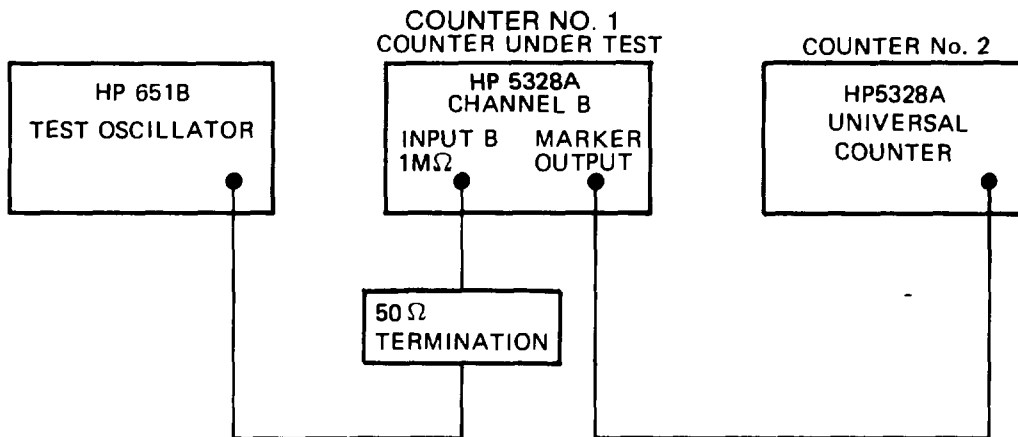 COUNTER NO. 1
COUNTER UNDER TEST
COUNTER No. 2
HP 651B
TEST OSCILLATOR
HP 5328A
CHANNEL B
INPUT B
1MΩ
MARKER
OUTPUT
HP5328A
UNIVERSAL
COUNTER
50 Ω
TERMINATION